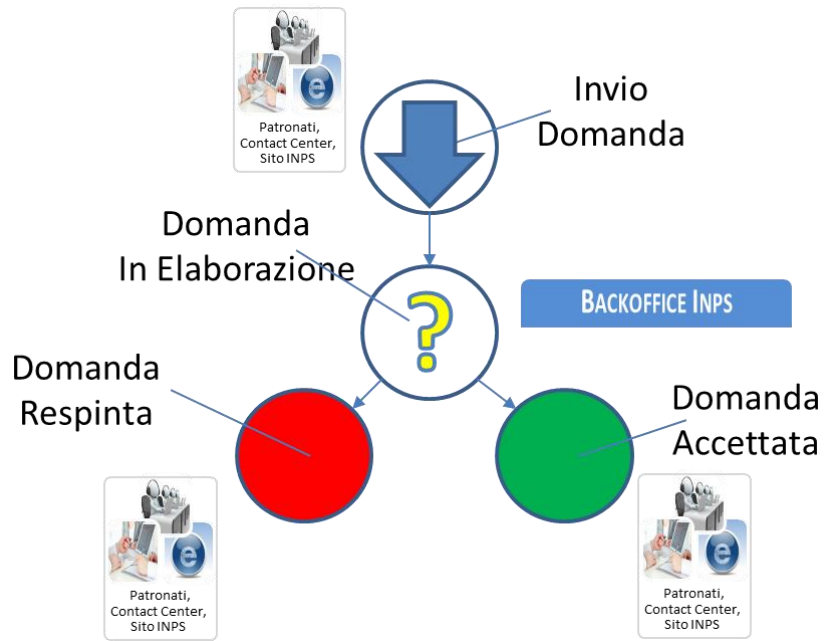 Patronati,
Contact Center,
Sito INPS
Invio
Domanda
Domanda
In Elaborazione
?
BACKOFFICE INPS
Domanda
Respinta
Domanda
Accettata
e
Patronati,
Contact Center,
Sito INPS
e
Patronati,
Contact Center,
Sito INPS
e